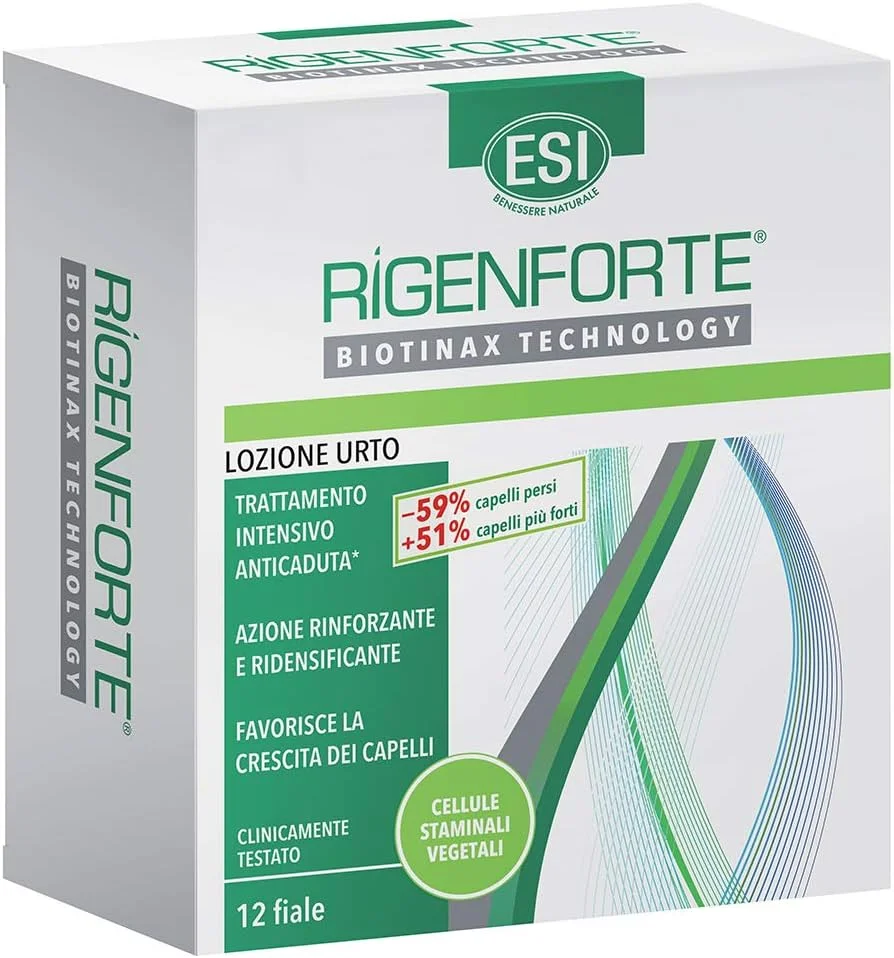 RIGENFORTE®
BIOTINAX TECHNOLOGY
ESI
BENESSERE NATURALE
RIGENFORTE®
BIOTINAX TECHNOLOGY
LOZIONE URTO
TRATTAMENTO
INTENSIVO
ANTICADUTA*
–59% capelli persi
+51% capelli più forti
AZIONE RINFORZANTE
E RIDENSIFICANTE
FAVORISCE LA
CRESCITA DEI CAPELLI
CLINICAMENTE
TESTATO
CELLULE
STAMINALI
VEGETALI
12 fiale
RIGENFORTE®
BIOTINAX TECHNOLOGY